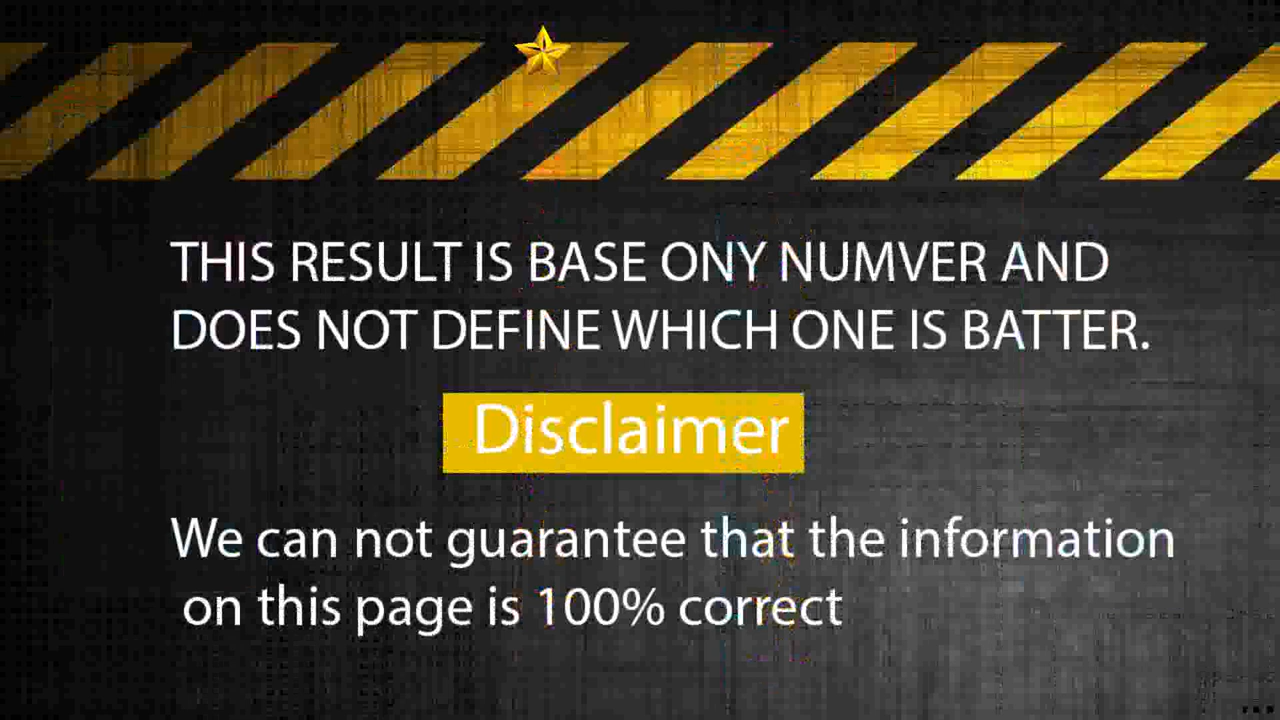 THIS RESULT IS BASE ONY NUMVER AND
DOES NOT DEFINE WHICH ONE IS BATTER.
Disclaimer
We can not guarantee that the information
on this page is 100% correct